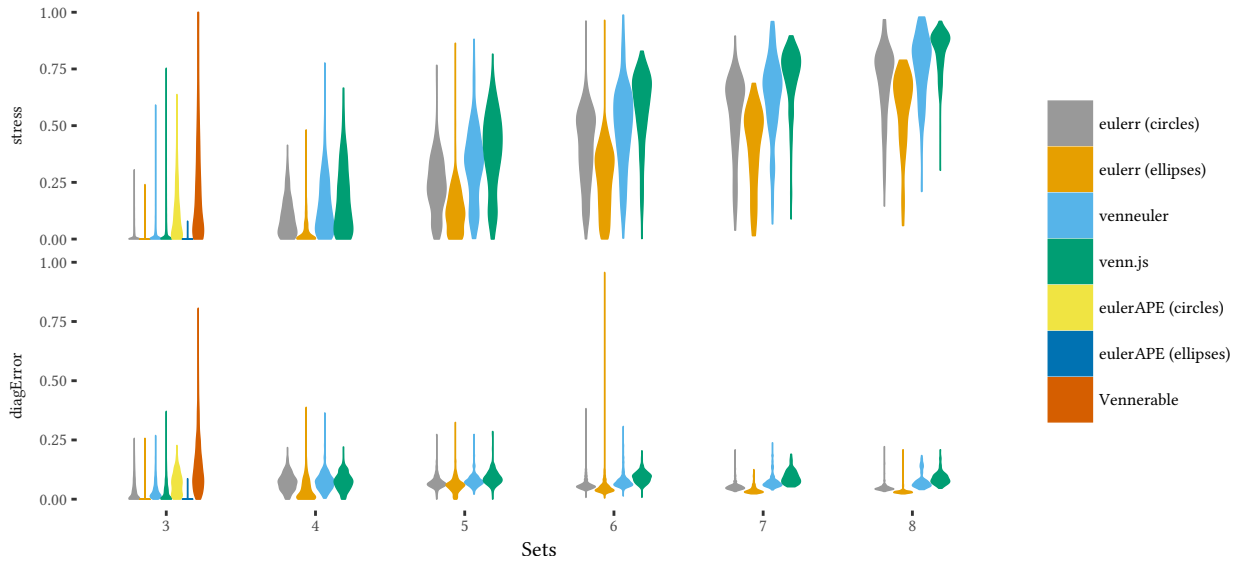 stress
1.00
0.75
0.50
0.25
0.00
diagError
1.00
0.75
0.50
0.25
0.00
3 4 5 6 7 8
Sets
eulerr (circles)
eulerr (ellipses)
venneuler
venn.js
eulerAPE (circles)
eulerAPE (ellipses)
Vennerable